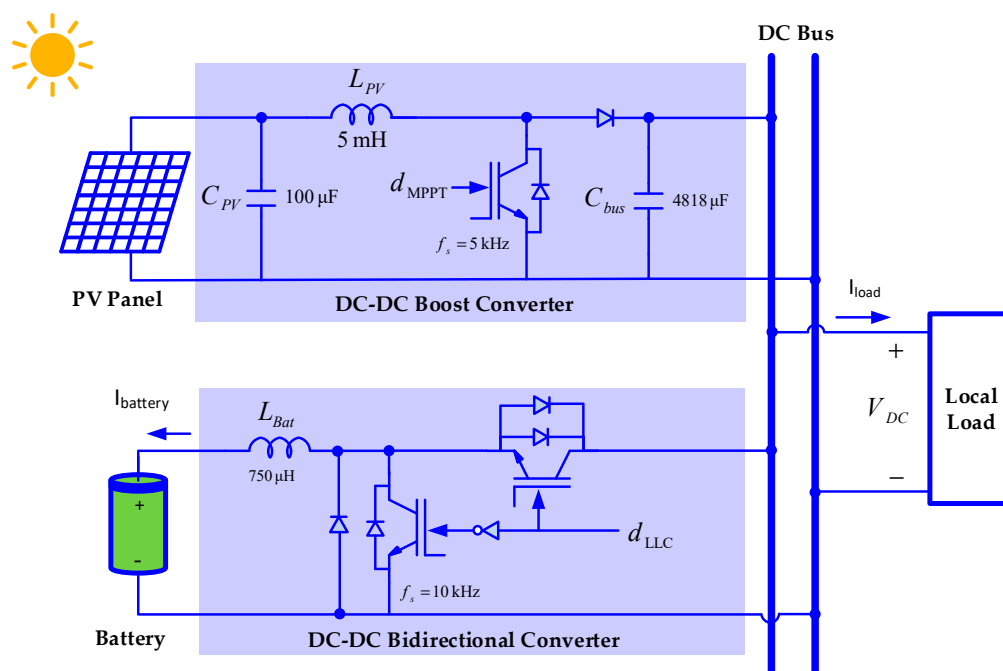 DC Bus
L_PV
5 mH
C_PV
100 μF
d_MPPT
f_s = 5 kHz
C_bus
4818 μF
PV Panel
DC-DC Boost Converter
I_load
+
V_DC
−
Local
Load
I_battery
L_Bat
750 μH
+
-
d_LLC
f_s = 10 kHz
Battery
DC-DC Bidirectional Converter